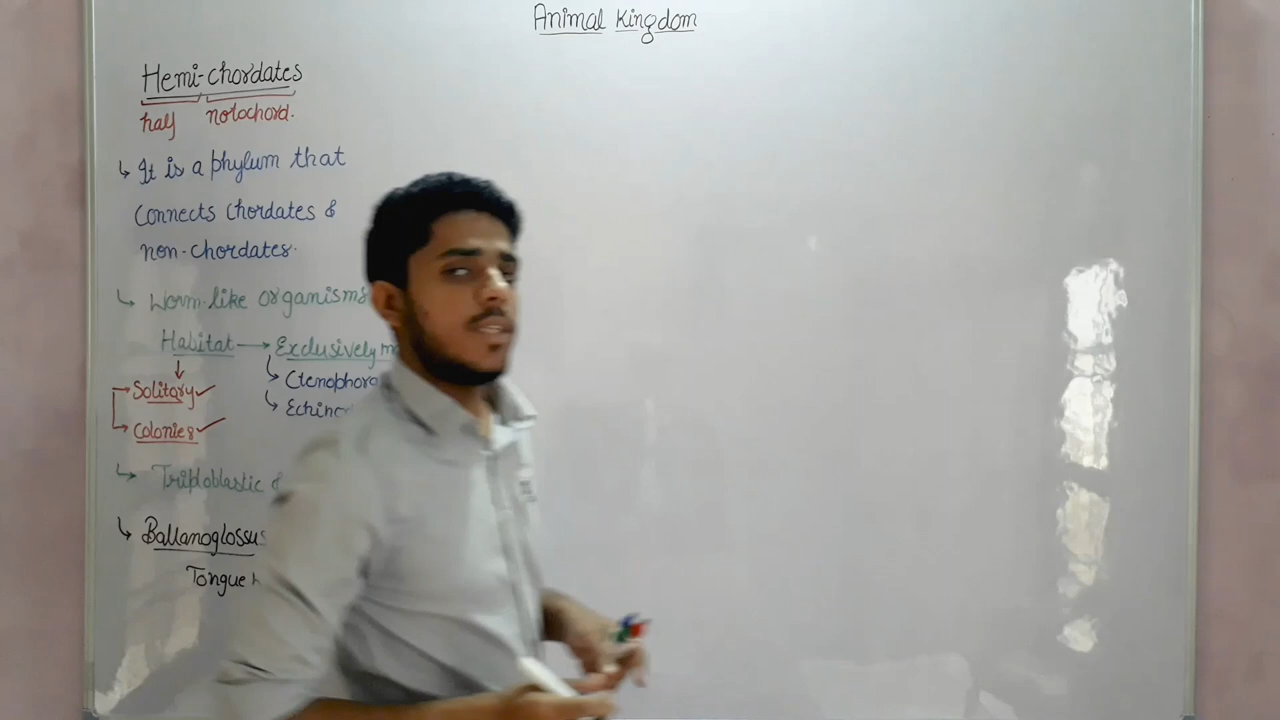 Animal Kingdom
Hemi-chordates
half notochord.
↳ It is a phylum that
connects chordates &
non-chordates.
↳ Worm-like organisms
Habitat → Exclusively
↓
Solitary ✓
Colonies ✓
↳ Ctenophora
↳
↳ Triploblastic
↳ Ballanoglossus
Tongue